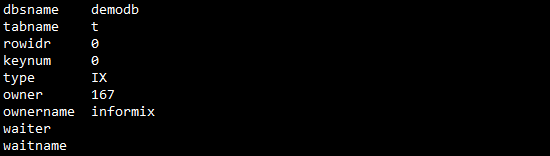 dbsname    demodb
tabname    t
rowidr     0
keynum     0
type       IX
owner      167
ownername  informix
waiter
waitname